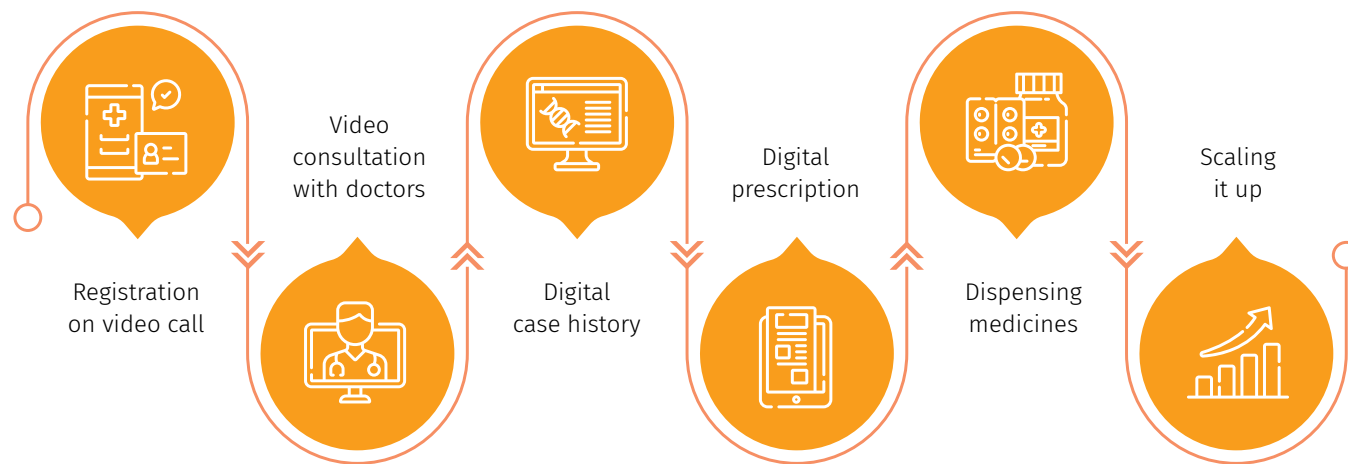 Registration
on video call
Video
consultation
with doctors
Digital
case history
Digital
prescription
Dispensing
medicines
Scaling
it up